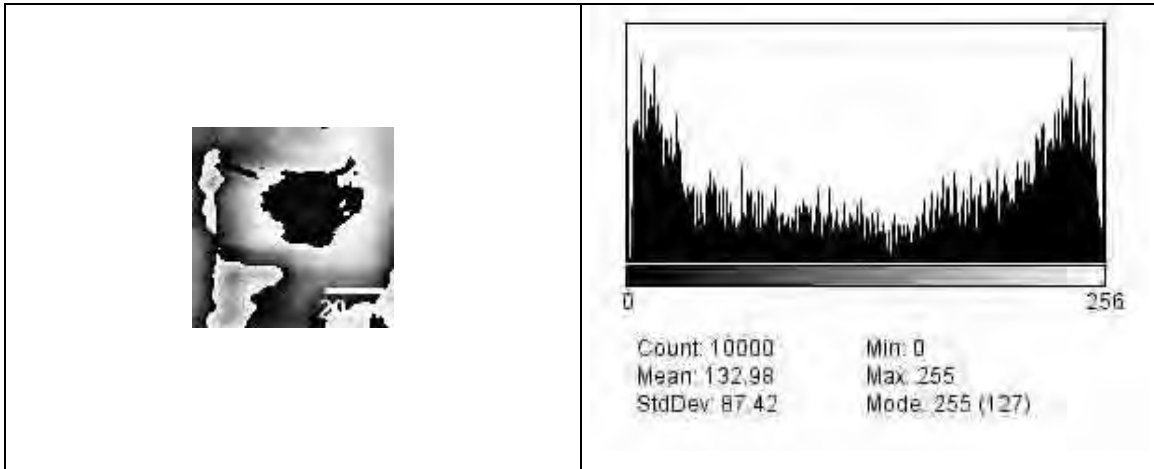 20
0 256
Count: 10000 Min: 0
Mean: 132.98 Max: 255
StdDev: 87.42 Mode: 255 (127)